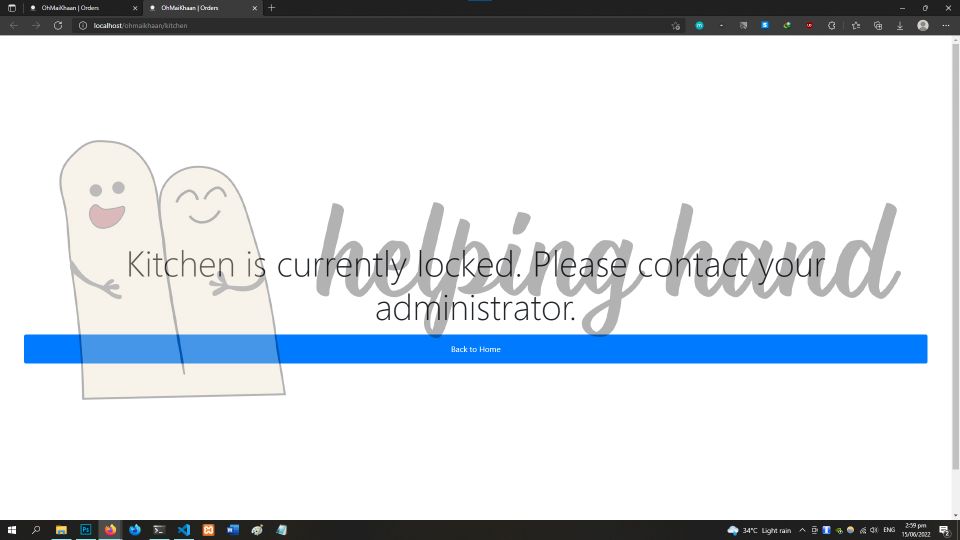 OhMaiKhaan | Orders
OhMaiKhaan | Orders
localhost/ohmaikhaan/kitchen
helping hand
Kitchen is currently locked. Please contact your
administrator.
Back to Home
34°C Light rain
ENG
2:59 pm
15/06/2022
2